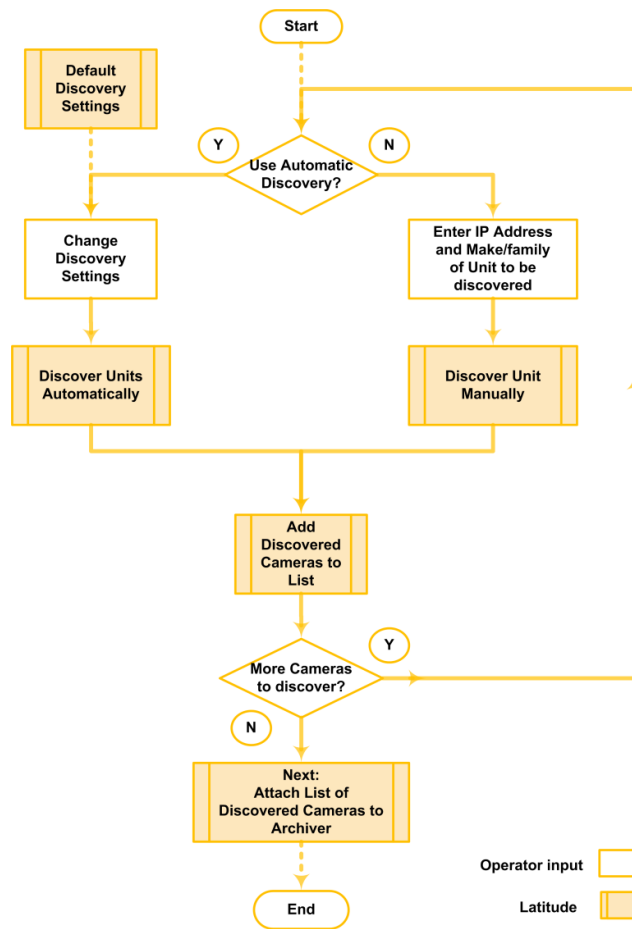 Start
Default
Discovery
Settings
Y
N
Use Automatic
Discovery?
Change
Discovery
Settings
Enter IP Address
and Make/family
of Unit to be
discovered
Discover Units
Automatically
Discover Unit
Manually
Add
Discovered
Cameras to
List
Y
More Cameras
to discover?
N
Next:
Attach List of
Discovered Cameras to
Archiver
Operator input
End
Latitude